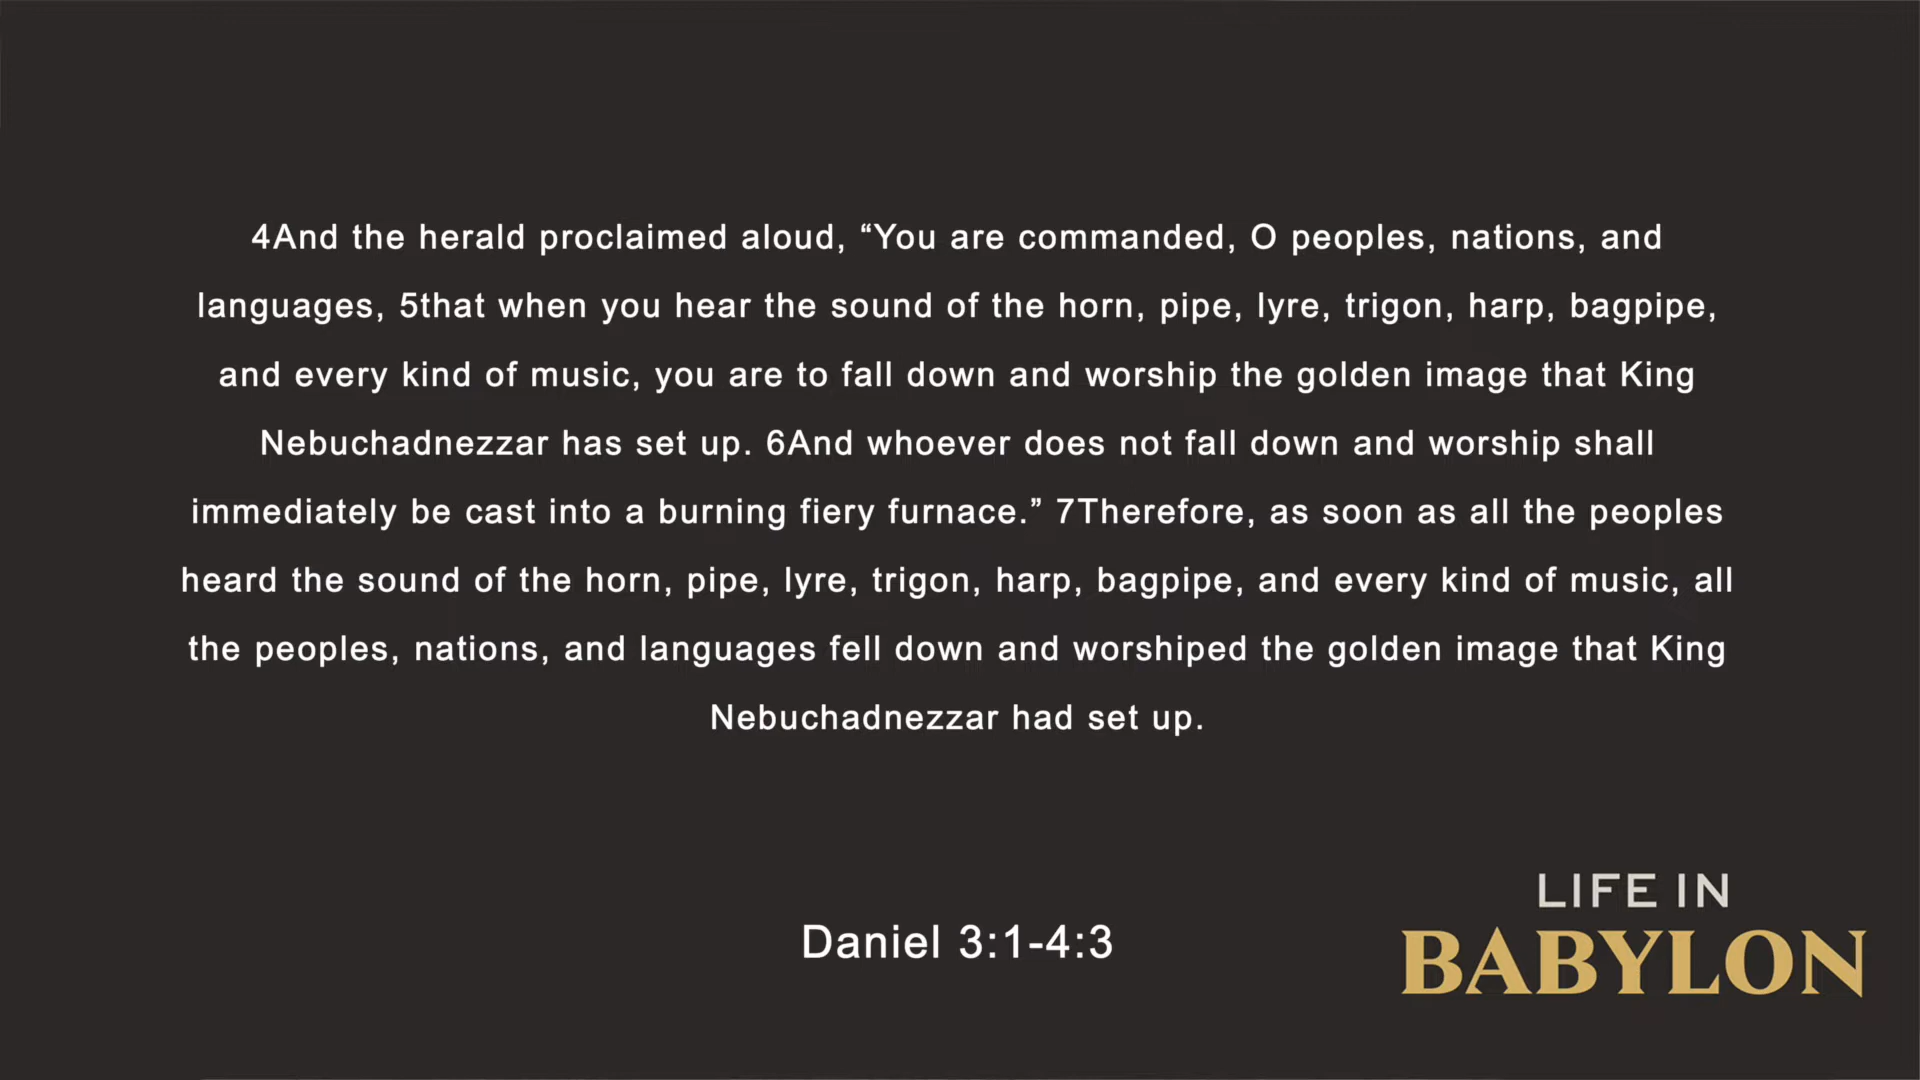 4And the herald proclaimed aloud, “You are commanded, O peoples, nations, and
languages, 5that when you hear the sound of the horn, pipe, lyre, trigon, harp, bagpipe,
and every kind of music, you are to fall down and worship the golden image that King
Nebuchadnezzar has set up. 6And whoever does not fall down and worship shall
immediately be cast into a burning fiery furnace.” 7Therefore, as soon as all the peoples
heard the sound of the horn, pipe, lyre, trigon, harp, bagpipe, and every kind of music, all
the peoples, nations, and languages fell down and worshiped the golden image that King
Nebuchadnezzar had set up.
Daniel 3:1-4:3
LIFE IN
BABYLON